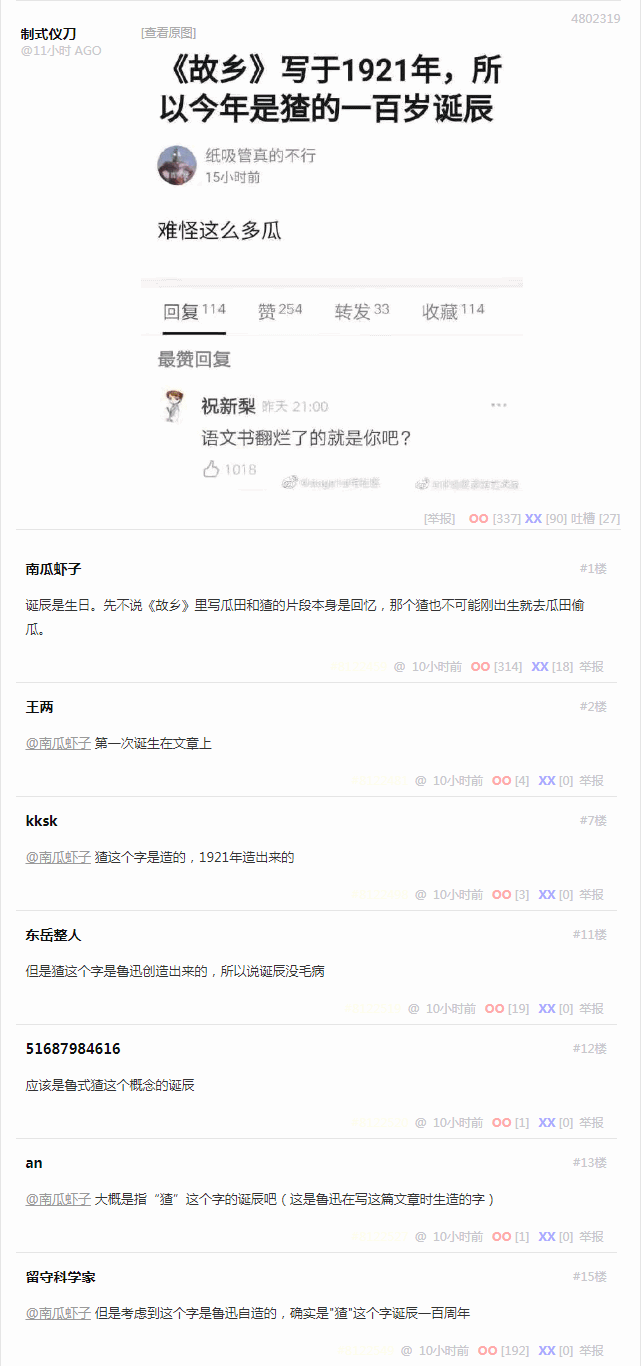 4802319
制式仪刀
@11小时 AGO
[查看原图]
《故乡》写于1921年，所
以今年是猹的一百岁诞辰
纸吸管真的不行
15小时前
难怪这么多瓜
回复 114 赞 254 转发 33 收藏 114
最赞回复
祝新梨 昨天 21:00
语文书翻烂了的就是你吧？
1018
[举报] OO [337] XX [90] 吐槽 [27]
南瓜虾子 #1楼
诞辰是生日。先不说《故乡》里写瓜田和猹的片段本身是回忆，那个猹也不可能刚出生就去瓜田偷
瓜。
@ 10小时前 OO [314] XX [18] 举报
王两 #2楼
@南瓜虾子 第一次诞生在文章上
@ 10小时前 OO [4] XX [0] 举报
kksk #7楼
@南瓜虾子 猹这个字是造的，1921年造出来的
@ 10小时前 OO [3] XX [0] 举报
东岳整人 #11楼
但是猹这个字是鲁迅创造出来的，所以说诞辰没毛病
@ 10小时前 OO [19] XX [0] 举报
51687984616 #12楼
应该是鲁式猹这个概念的诞辰
@ 10小时前 OO [1] XX [0] 举报
an #13楼
@南瓜虾子 大概是指“猹”这个字的诞辰吧（这是鲁迅在写这篇文章时生造的字）
@ 10小时前 OO [1] XX [0] 举报
留守科学家 #15楼
@南瓜虾子 但是考虑到这个字是鲁迅自造的，确实是"猹"这个字诞辰一百周年
@ 10小时前 OO [192] XX [0] 举报